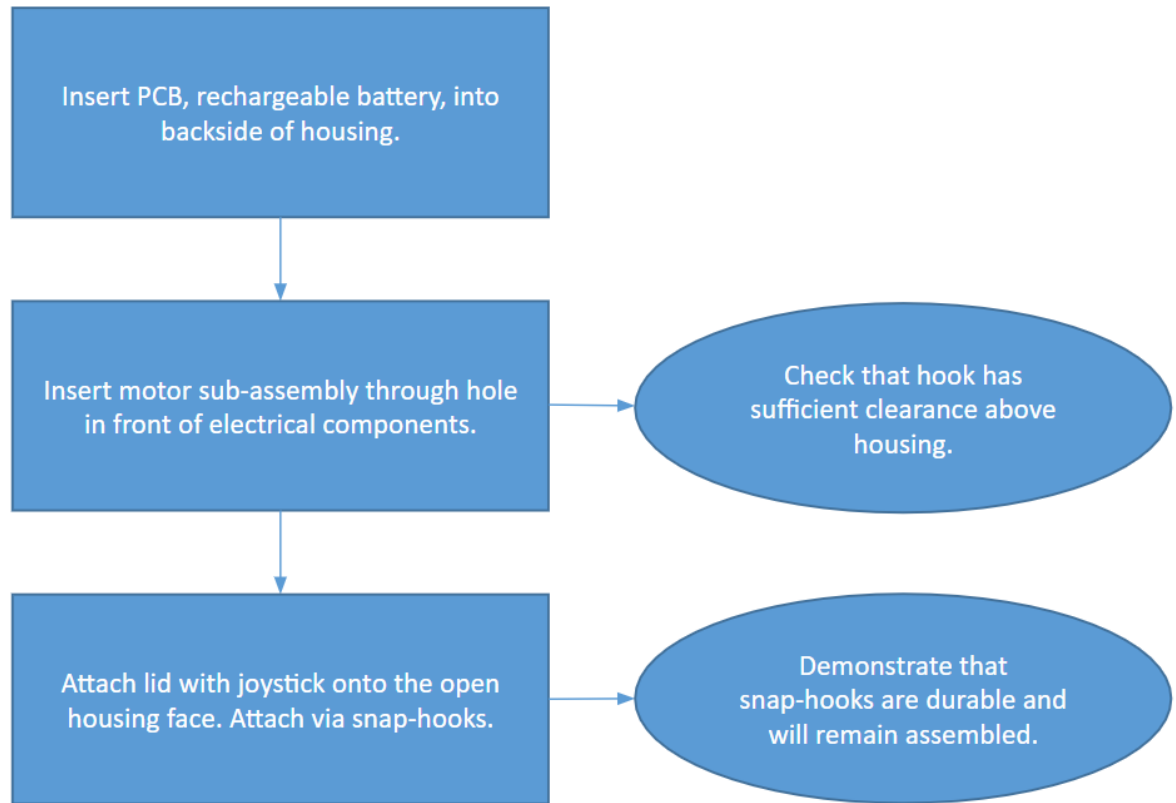 Insert PCB, rechargeable battery, into
backside of housing.
Insert motor sub-assembly through hole
in front of electrical components.
Check that hook has
sufficient clearance above
housing.
Attach lid with joystick onto the open
housing face. Attach via snap-hooks.
Demonstrate that
snap-hooks are durable and
will remain assembled.